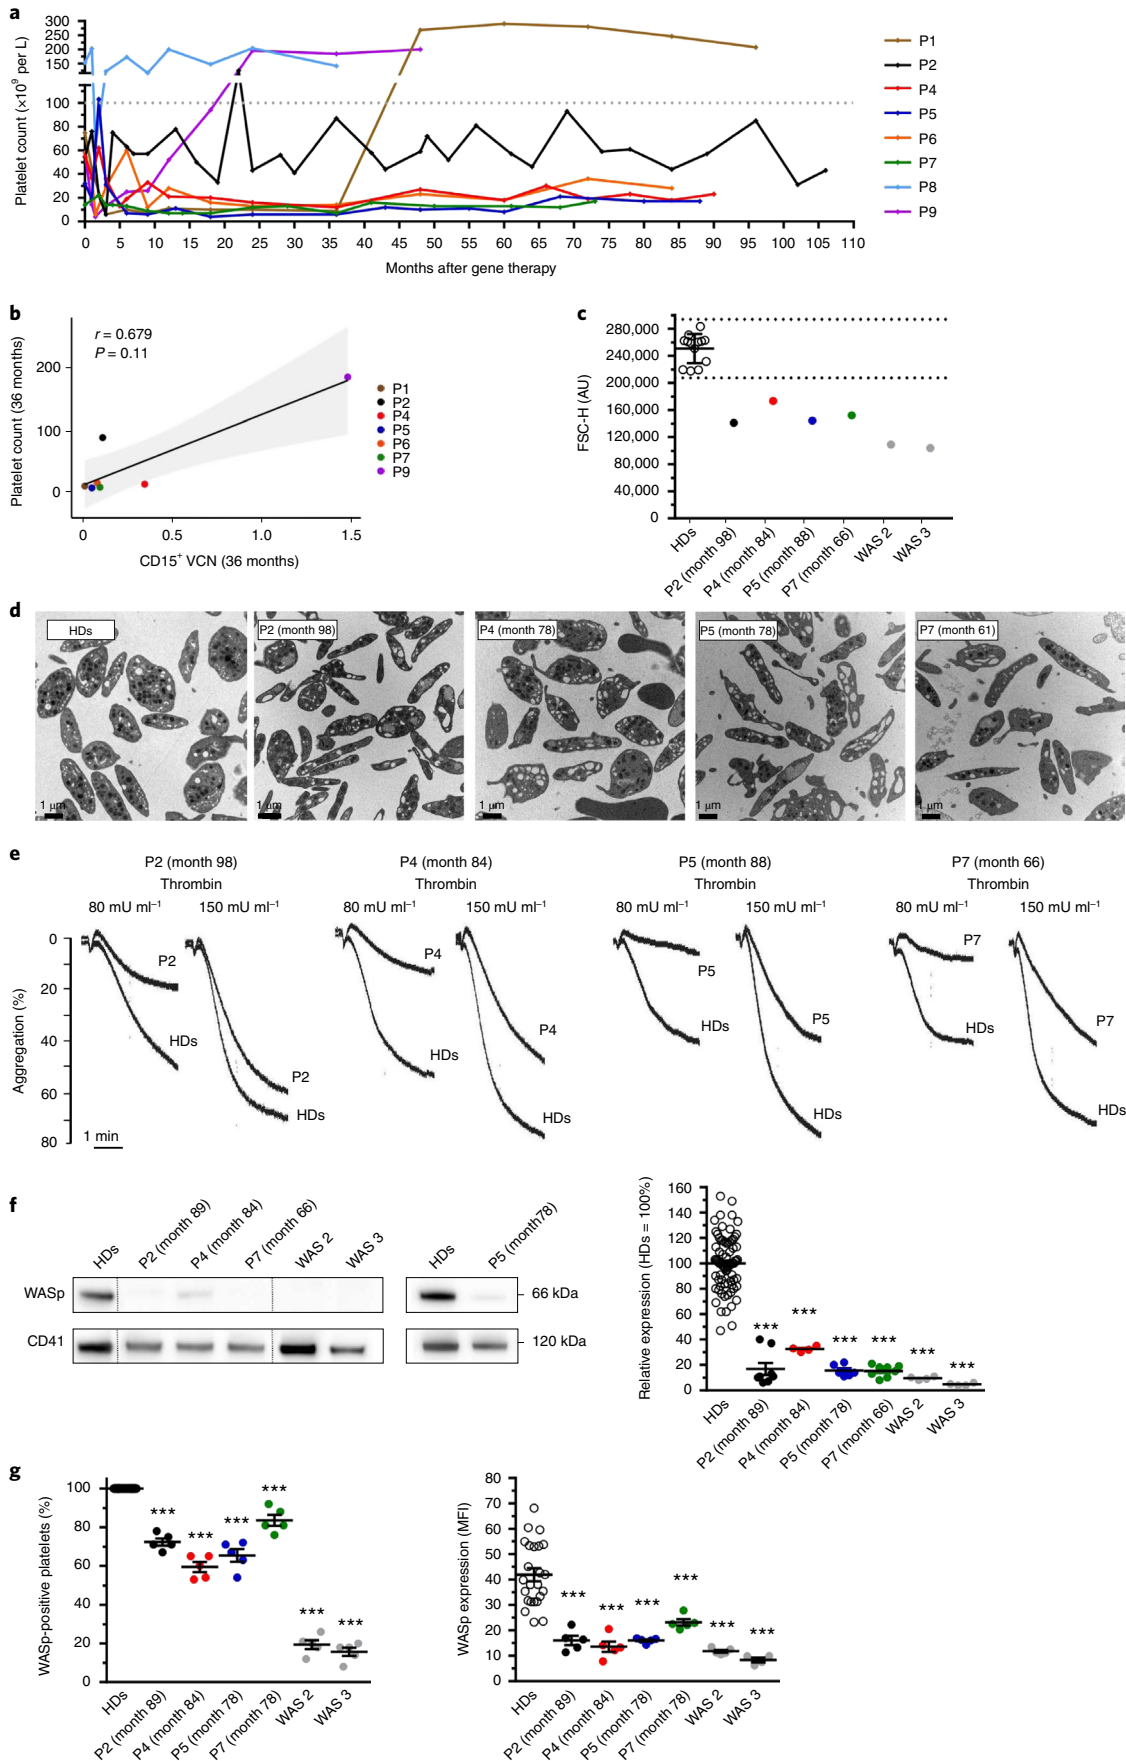 a
Platelet count (×10⁹ per L)
300
250
200
150
100
80
60
40
20
0
0 5 10 15 20 25 30 35 40 45 50 55 60 65 70 75 80 85 90 95 100 105 110
Months after gene therapy
P1
P2
P4
P5
P6
P7
P8
P9
b
r = 0.679
P = 0.11
Platelet count (36 months)
200
100
0
0 0.5 1.0 1.5
CD15⁺ VCN (36 months)
P1
P2
P4
P5
P6
P7
P9
c
FSC-H (AU)
280,000
240,000
200,000
160,000
120,000
80,000
40,000
0
HDs
P2 (month 98)
P4 (month 84)
P5 (month 88)
P7 (month 66)
WAS 2
WAS 3
d
HDs
P2 (month 98)
P4 (month 78)
P5 (month 78)
P7 (month 61)
1 µm
1 µm
1 µm
1 µm
1 µm
e
P2 (month 98) P4 (month 84) P5 (month 88) P7 (month 66)
Thrombin Thrombin Thrombin Thrombin
80 mU ml⁻¹ 150 mU ml⁻¹ 80 mU ml⁻¹ 150 mU ml⁻¹ 80 mU ml⁻¹ 150 mU ml⁻¹ 80 mU ml⁻¹ 150 mU ml⁻¹
Aggregation (%)
0
20
40
60
80
P2
HDs
P2
HDs
P4
HDs
P4
HDs
P5
HDs
P5
HDs
P7
HDs
P7
HDs
1 min
f
HDs
P2 (month 89)
P4 (month 84)
P7 (month 66)
WAS 2
WAS 3
HDs
P5 (month78)
WASp
66 kDa
CD41
120 kDa
Relative expression (HDs = 100%)
160
140
120
100
80
60
40
20
0
***
***
***
***
***
***
HDs
P2 (month 89)
P4 (month 84)
P5 (month 78)
P7 (month 66)
WAS 2
WAS 3
g
WASp-positive platelets (%)
100
80
60
40
20
0
***
***
***
***
***
***
HDs
P2 (month 89)
P4 (month 84)
P5 (month 78)
P7 (month 78)
WAS 2
WAS 3
WASp expression (MFI)
80
70
60
50
40
30
20
10
0
***
***
***
***
***
***
HDs
P2 (month 89)
P4 (month 84)
P5 (month 78)
P7 (month 78)
WAS 2
WAS 3